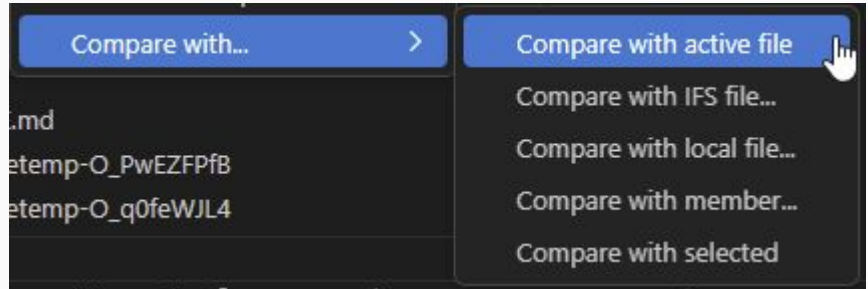 Compare with...
Compare with active file
Compare with IFS file...
.md
Compare with local file...
etemp-O_PwEZFPfB
Compare with member...
etemp-O_q0feWJL4
Compare with selected